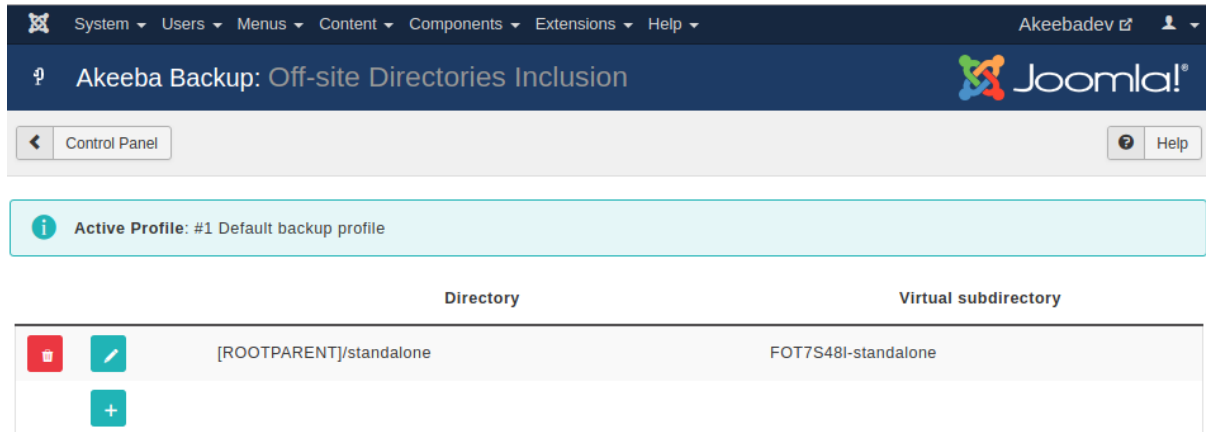 System Users Menus Content Components Extensions Help Akeebadev
Akeeba Backup: Off-site Directories Inclusion Joomla!®
Control Panel Help
Active Profile: #1 Default backup profile
Directory Virtual subdirectory
[ROOTPARENT]/standalone FOT7S48I-standalone